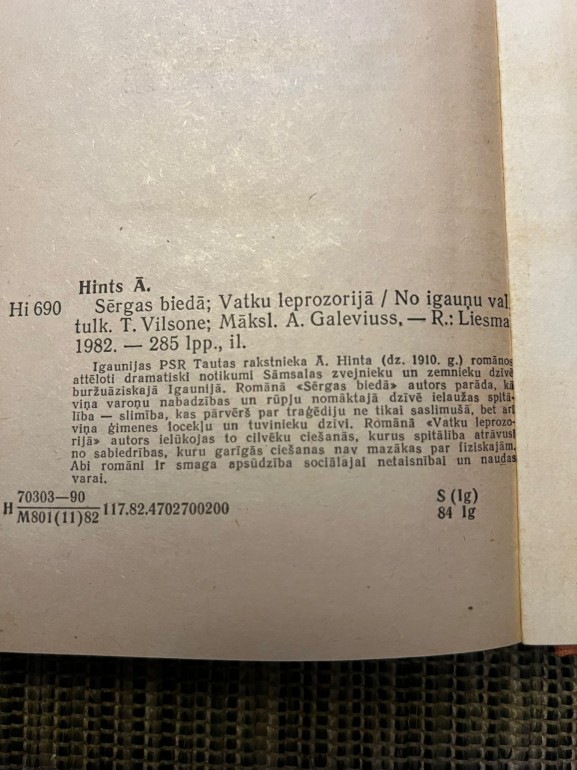 Hints Ā.
Hi 690
Sērgas biedā; Vatku leprozorijā / No igauņu val.
tulk. T. Vilsone; Māksl. A. Galeviuss. — R.: Liesma
1982. — 285 lpp., il.
Igaunijas PSR Tautas rakstnieka A. Hinta (dz. 1910. g.) romānos
attēloti dramatiski notikumi Sāmsalas zvejnieku un zemnieku dzīvē
buržuāziskajā Igaunijā. Romānā «Sērgas biedā» autors parāda, kā
viņa varoņu nabadzības un rūpju nomāktajā dzīvē ielaužas spitā-
lība — slimība, kas pārvērš par traģēdiju ne tikai saslimušā, bet arī
viņa ģimenes locekļu un tuvinieku dzīvi. Romānā «Vatku leprozo-
rijā» autors ielūkojas to cilvēku ciešanās, kurus spitālība atrāvusi
no sabiedrības, kuru garīgās ciešanas nav mazākas par fiziskajām.
Abi romāni ir smaga apsūdzība sociālajai netaisnībai un naudas
varai.
H 70303—90
M801(11)82 117.82.4702700200
S (Ig)
84 Ig